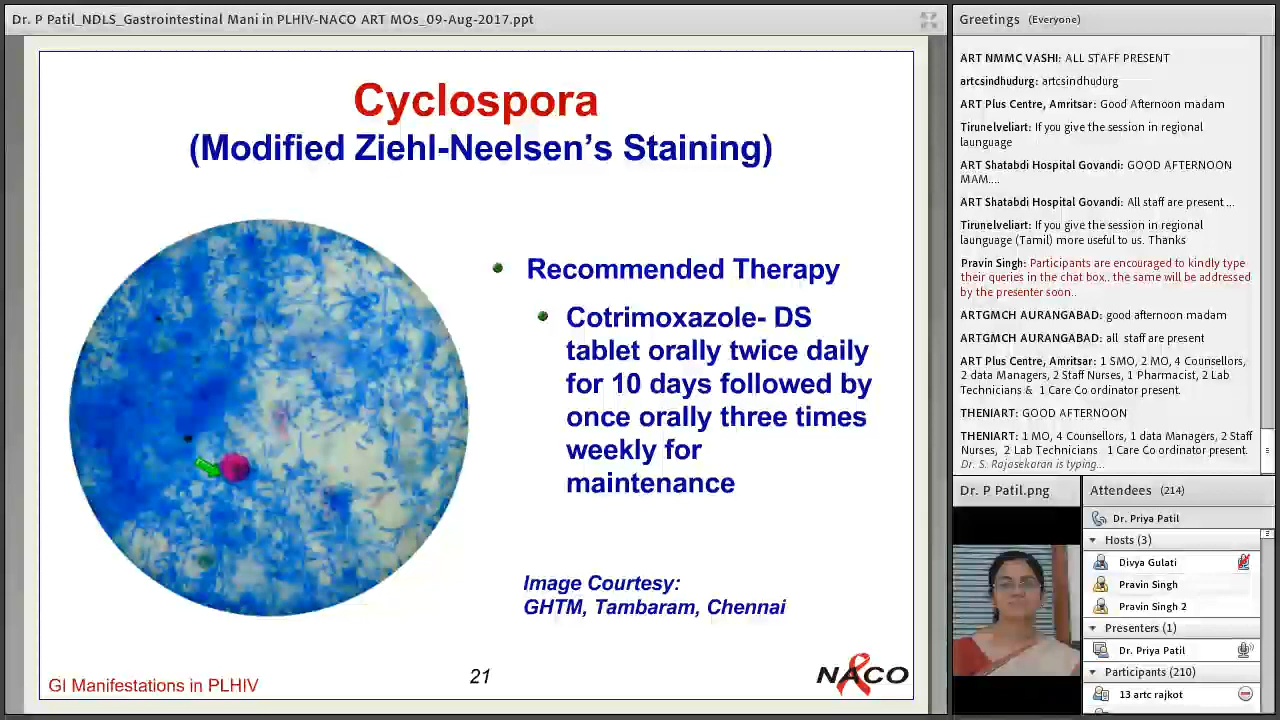 Dr. P Patil_NDLS_Gastrointestinal Mani in PLHIV-NACO ART MOs_09-Aug-2017.ppt
Cyclospora
(Modified Ziehl-Neelsen’s Staining)
Recommended Therapy
Cotrimoxazole- DS
tablet orally twice daily
for 10 days followed by
once orally three times
weekly for
maintenance
Image Courtesy:
GHTM, Tambaram, Chennai
GI Manifestations in PLHIV
21
NACO
Greetings (Everyone)
ART NMMC VASHI: ALL STAFF PRESENT
artcsindhudurg: artcsindhudurg
ART Plus Centre, Amritsar: Good Afternoon madam
Tirunelveliart: If you give the session in regional
launguage
ART Shatabdi Hospital Govandi: GOOD AFTERNOON
MAM....
ART Shatabdi Hospital Govandi: All staf are present ...
Tirunelveliart: If you give the session in regional
launguage (Tamil) more useful to us. Thanks
Pravin Singh: Participants are encouraged to kindly type
their queries in the chat box.. the same will be addressed
by the presenter soon..
ARTGMCH AURANGABAD: good afternoon madam
ARTGMCH AURANGABAD: all staff are present
ART Plus Centre, Amritsar: 1 SMO, 2 MO, 4 Counsellors,
2 data Managers, 2 Staff Nurses, 1 Pharmacist, 2 Lab
Technicians & 1 Care Co ordinator present.
THENIART: GOOD AFTERNOON
THENIART: 1 MO, 4 Counsellors, 1 data Managers, 2 Staff
Nurses, 2 Lab Technicians 1 Care Co ordinator present.
Dr. S. Rajasekaran is typing...
Dr. P Patil.png
Attendees (214)
Dr. Priya Patil
Hosts (3)
Divya Gulati
Pravin Singh
Pravin Singh 2
Presenters (1)
Dr. Priya Patil
Participants (210)
13 artc rajkot